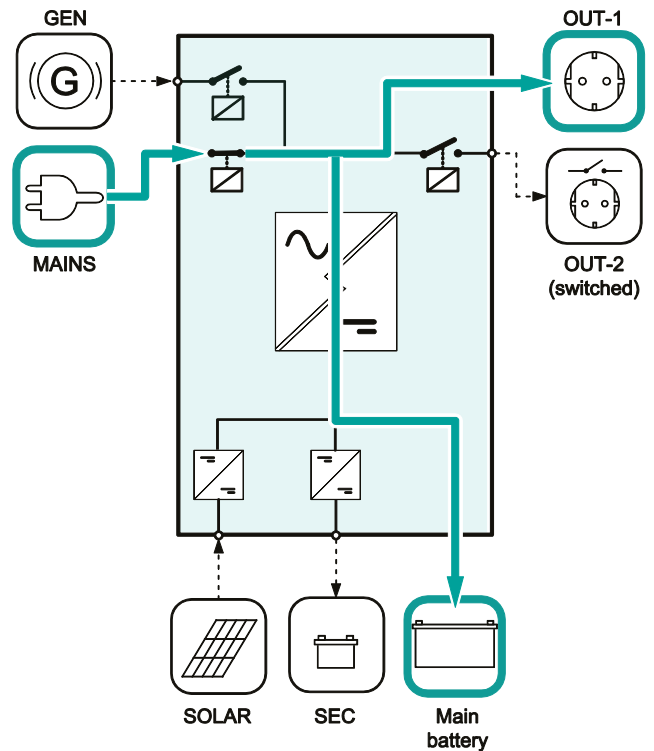 GEN
OUT-1
G
MAINS
OUT-2
(switched)
SOLAR
SEC
Main
battery